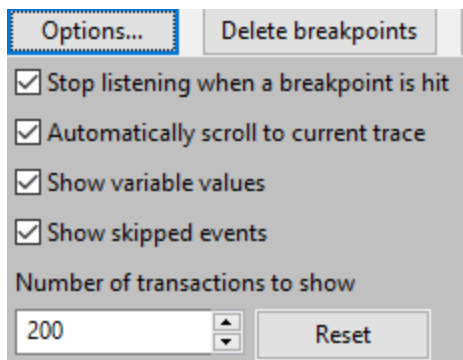 Options... Delete breakpoints
Stop listening when a breakpoint is hit
Automatically scroll to current trace
Show variable values
Show skipped events
Number of transactions to show
200 Reset